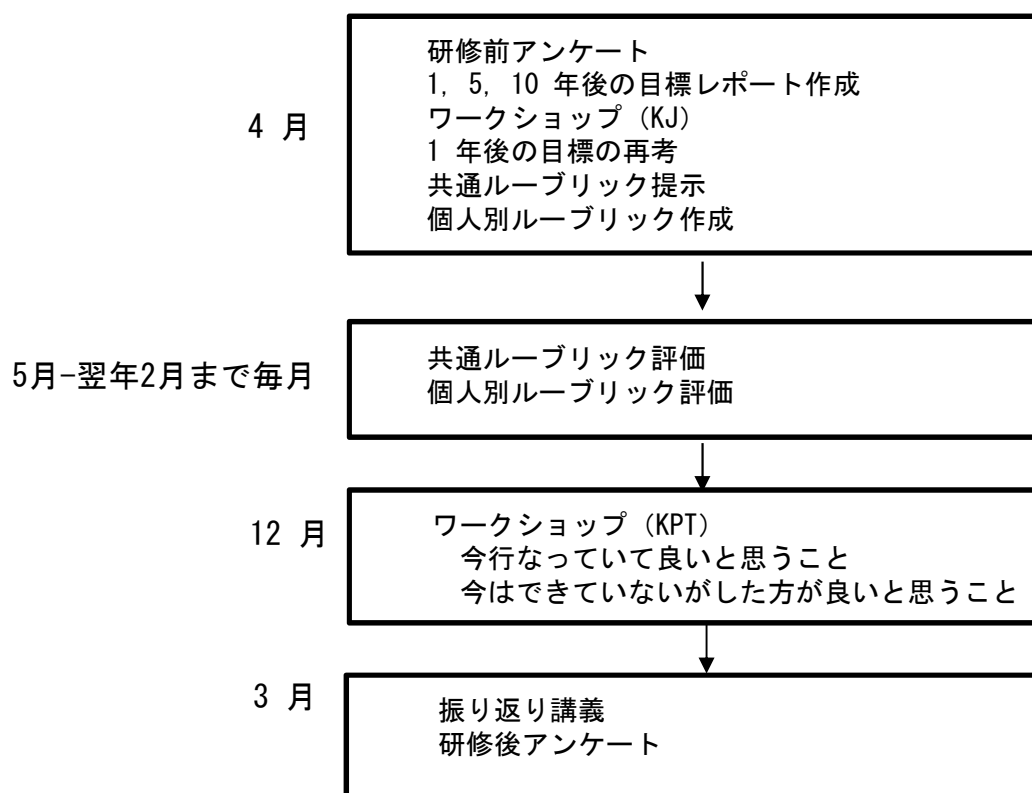 4 月
研修前アンケート
1, 5, 10 年後の目標レポート作成
ワークショップ (KJ)
1 年後の目標の再考
共通ルーブリック提示
個人別ルーブリック作成
5月-翌年2月まで毎月
共通ルーブリック評価
個人別ルーブリック評価
12 月
ワークショップ (KPT)
今行なっていて良いと思うこと
今はできていないがした方が良いと思うこと
3 月
振り返り講義
研修後アンケート